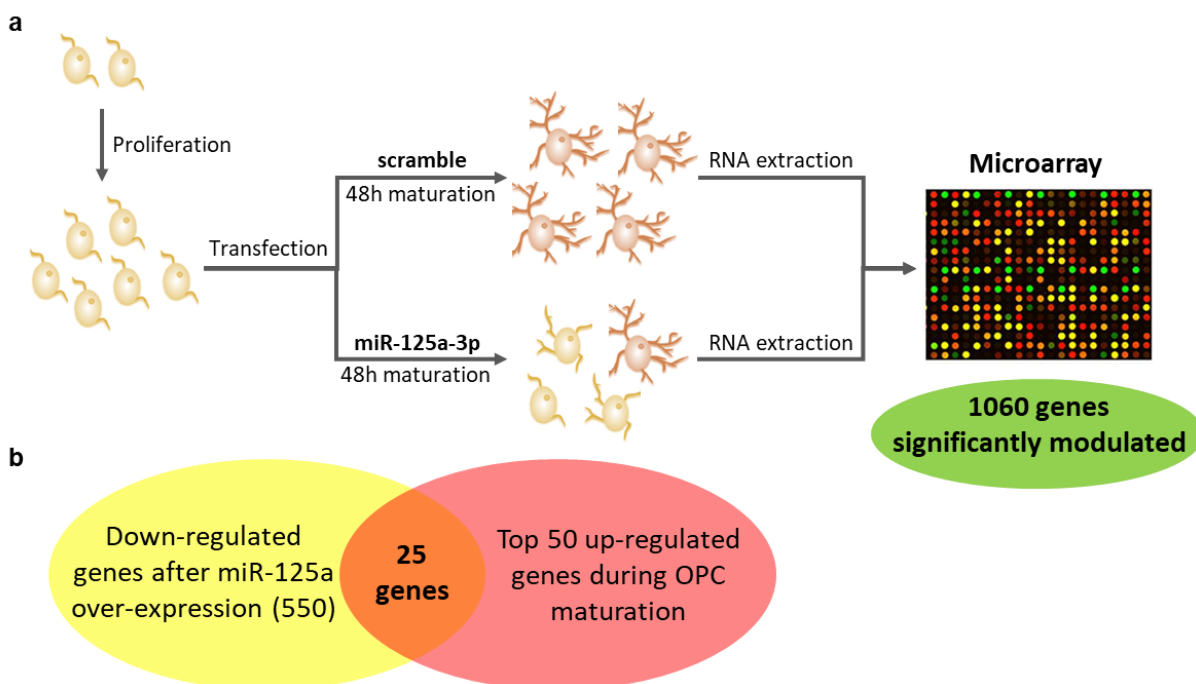 a
Proliferation
Transfection
scramble
48h maturation
RNA extraction
miR-125a-3p
48h maturation
RNA extraction
Microarray
1060 genes
significantly modulated
b
Down-regulated
genes after miR-125a
over-expression (550)
25
genes
Top 50 up-regulated
genes during OPC
maturation